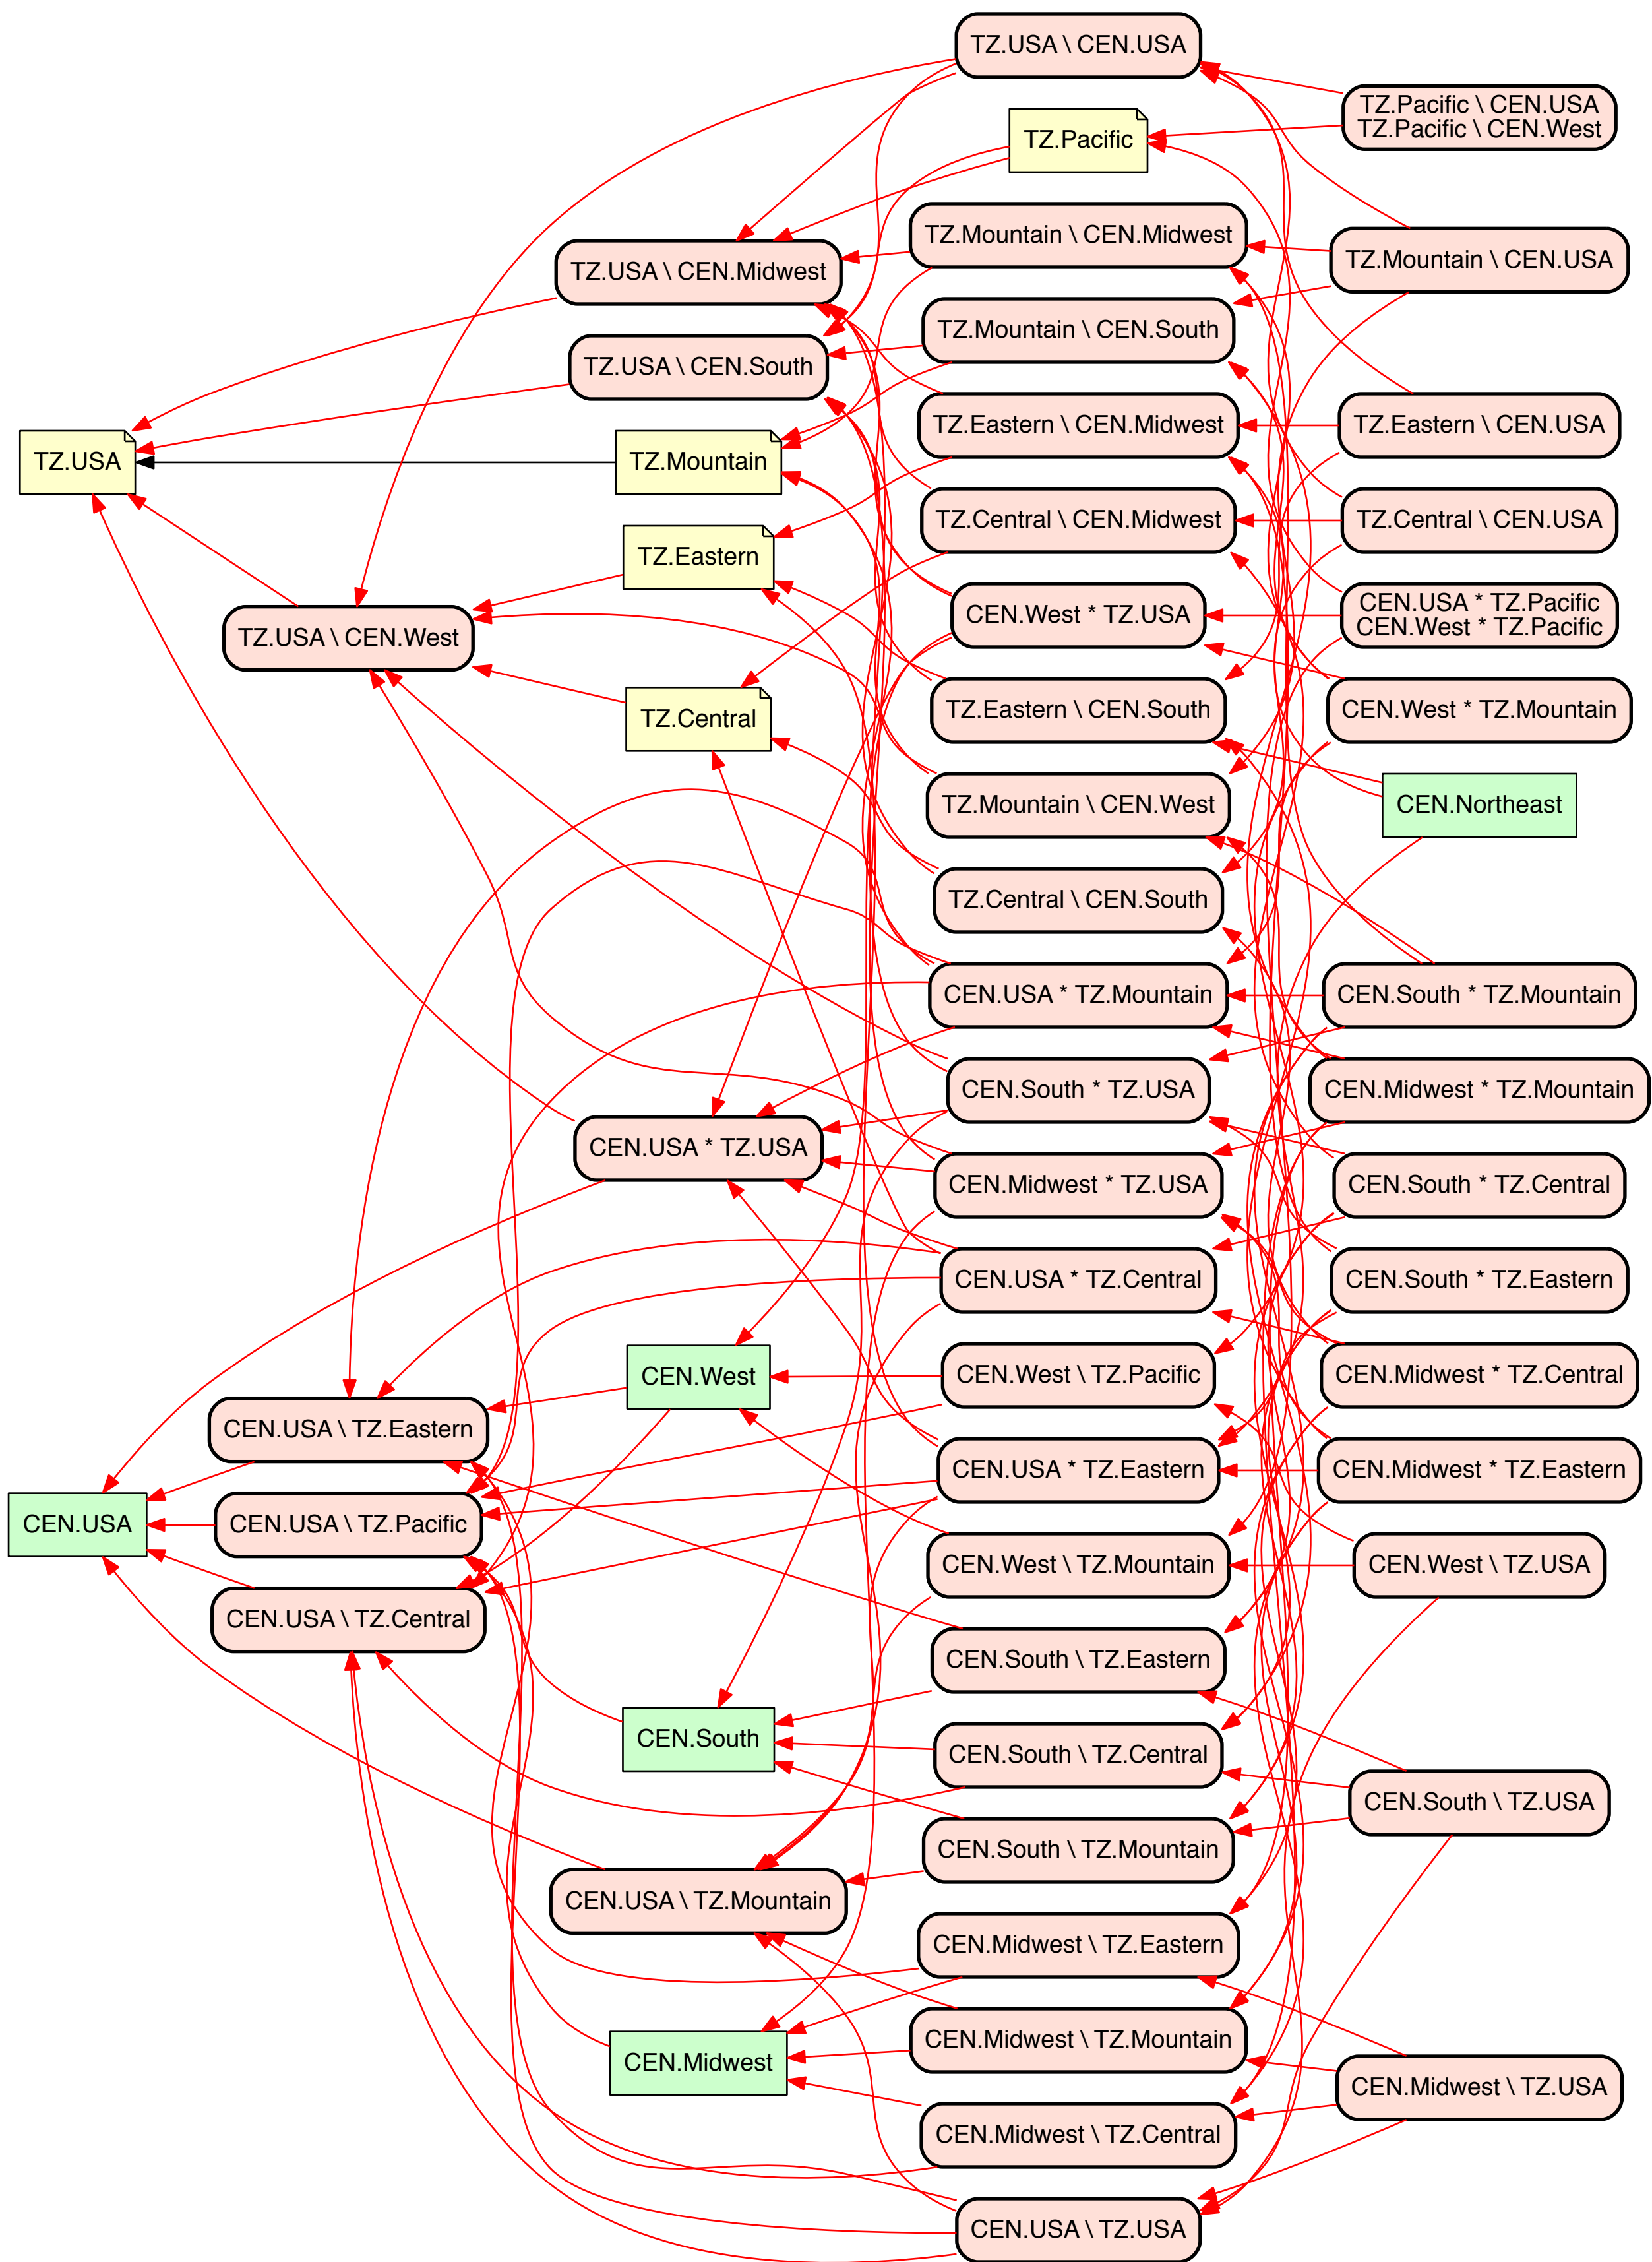 TZ.USA \ CEN.USA
TZ.Pacific \ CEN.USA
TZ.Pacific \ CEN.West
TZ.Pacific
TZ.Mountain \ CEN.Midwest
TZ.Mountain \ CEN.USA
TZ.USA \ CEN.Midwest
TZ.Mountain \ CEN.South
TZ.USA \ CEN.South
TZ.Eastern \ CEN.Midwest
TZ.Eastern \ CEN.USA
TZ.USA
TZ.Mountain
TZ.Central \ CEN.Midwest
TZ.Central \ CEN.USA
TZ.Eastern
CEN.West * TZ.USA
CEN.USA * TZ.Pacific
CEN.West * TZ.Pacific
TZ.USA \ CEN.West
TZ.Eastern \ CEN.South
CEN.West * TZ.Mountain
TZ.Central
TZ.Mountain \ CEN.West
CEN.Northeast
TZ.Central \ CEN.South
CEN.USA * TZ.Mountain
CEN.South * TZ.Mountain
CEN.South * TZ.USA
CEN.Midwest * TZ.Mountain
CEN.USA * TZ.USA
CEN.Midwest * TZ.USA
CEN.South * TZ.Central
CEN.USA * TZ.Central
CEN.South * TZ.Eastern
CEN.West
CEN.West \ TZ.Pacific
CEN.Midwest * TZ.Central
CEN.USA \ TZ.Eastern
CEN.USA * TZ.Eastern
CEN.Midwest * TZ.Eastern
CEN.USA
CEN.USA \ TZ.Pacific
CEN.West \ TZ.Mountain
CEN.West \ TZ.USA
CEN.USA \ TZ.Central
CEN.South \ TZ.Eastern
CEN.South
CEN.South \ TZ.Central
CEN.South \ TZ.USA
CEN.South \ TZ.Mountain
CEN.USA \ TZ.Mountain
CEN.Midwest \ TZ.Eastern
CEN.Midwest \ TZ.Mountain
CEN.Midwest
CEN.Midwest \ TZ.USA
CEN.Midwest \ TZ.Central
CEN.USA \ TZ.USA